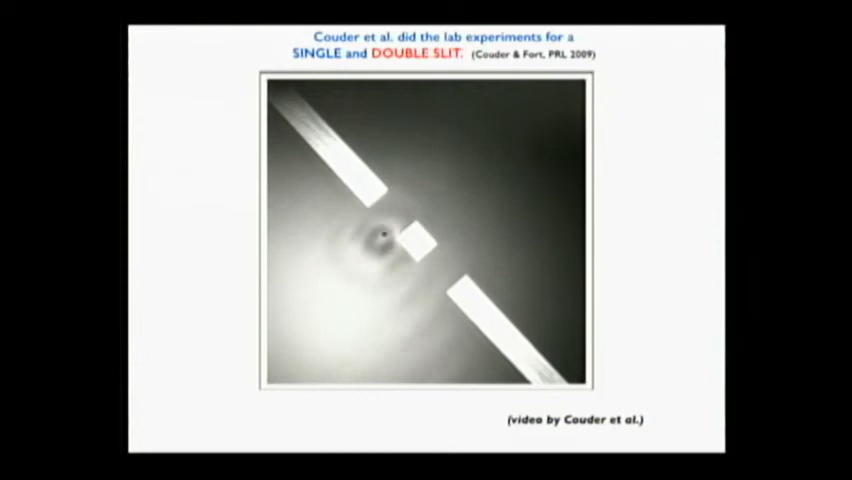 Couder et al. did the lab experiments for a
SINGLE and DOUBLE SLIT. (Couder & Fort, PRL 2009)
(video by Couder et al.)